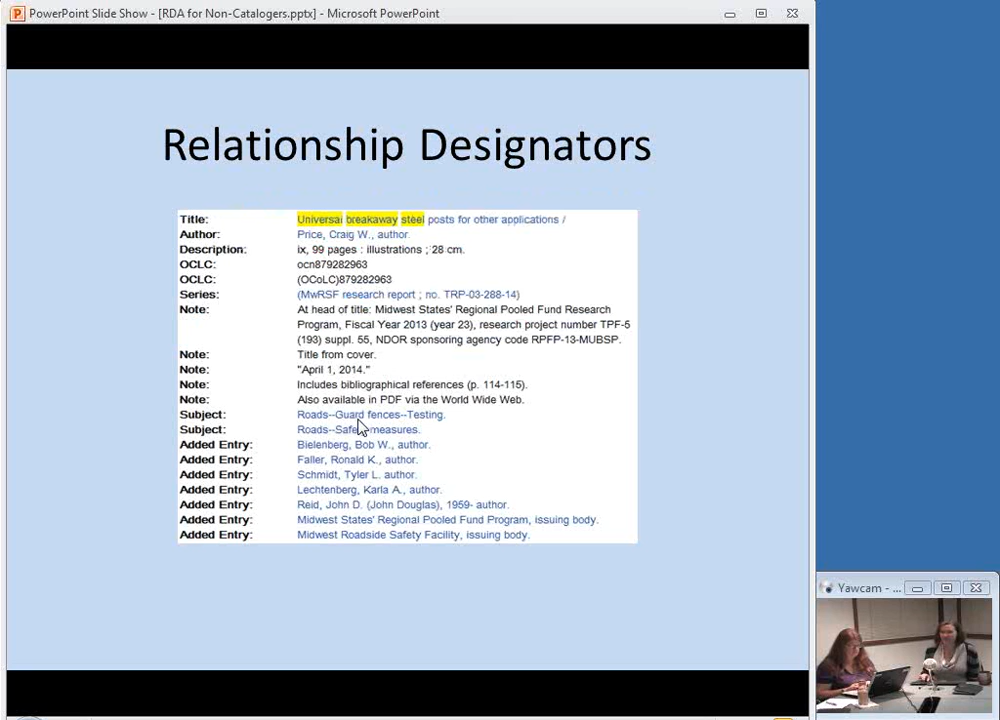 PowerPoint Slide Show - [RDA for Non-Catalogers.pptx] - Microsoft PowerPoint
Relationship Designators
Title: Universal breakaway steel posts for other applications /
Author: Price, Craig W., author.
Description: ix, 99 pages : illustrations ; 28 cm.
OCLC: ocn879282963
OCLC: (OCoLC)879282963
Series: (MwRSF research report ; no. TRP-03-288-14)
Note: At head of title: Midwest States' Regional Pooled Fund Research
Program, Fiscal Year 2013 (year 23), research project number TPF-5
(193) suppl. 55, NDOR sponsoring agency code RPFP-13-MUBSP.
Note: Title from cover.
Note: "April 1, 2014."
Note: Includes bibliographical references (p. 114-115).
Note: Also available in PDF via the World Wide Web.
Subject: Roads--Guard fences--Testing.
Subject: Roads--Safety measures.
Added Entry: Bielenberg, Bob W., author.
Added Entry: Faller, Ronald K., author.
Added Entry: Schmidt, Tyler L. author.
Added Entry: Lechtenberg, Karla A., author.
Added Entry: Reid, John D. (John Douglas), 1959- author.
Added Entry: Midwest States' Regional Pooled Fund Program, issuing body.
Added Entry: Midwest Roadside Safety Facility, issuing body.
Yawcam - ...